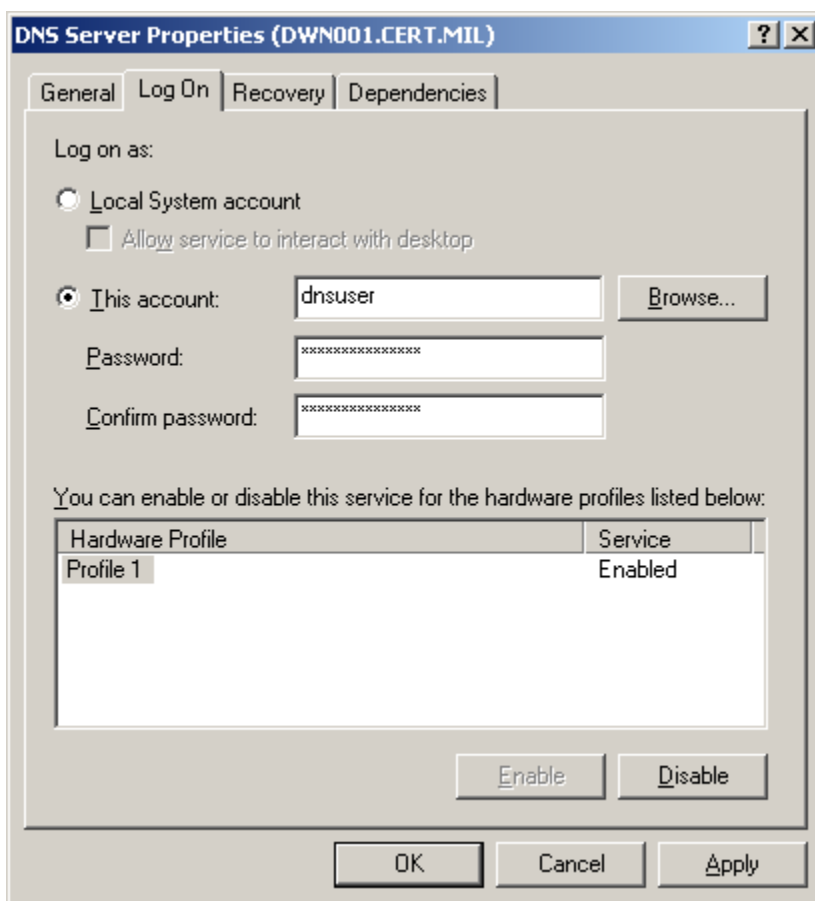 DNS Server Properties (DWN001.CERT.MIL)
General Log On Recovery Dependencies
Log on as:
Local System account
Allow service to interact with desktop
This account: dnsuser Browse...
Password: xxxxxxxxxxxxxxx
Confirm password: xxxxxxxxxxxxxxx
You can enable or disable this service for the hardware profiles listed below:
Hardware Profile Service
Profile 1 Enabled
Enable Disable
OK Cancel Apply